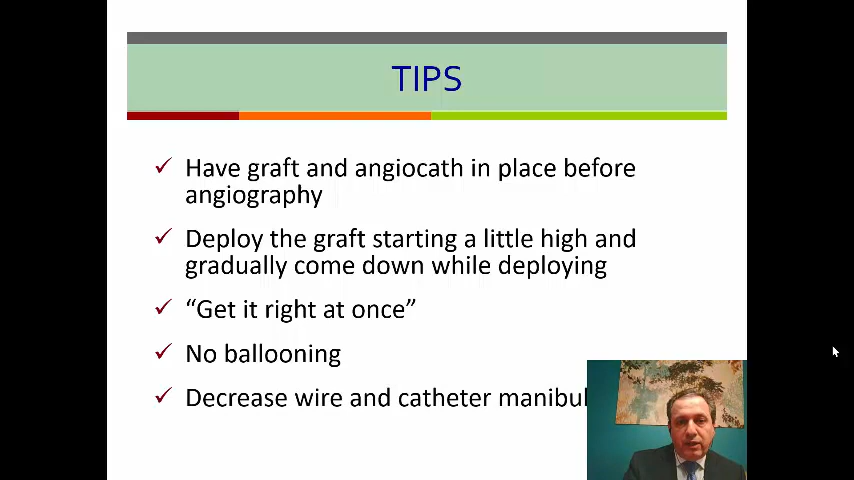 TIPS
✓ Have graft and angiocath in place before
angiography
✓ Deploy the graft starting a little high and
gradually come down while deploying
✓ “Get it right at once”
✓ No ballooning
✓ Decrease wire and catheter